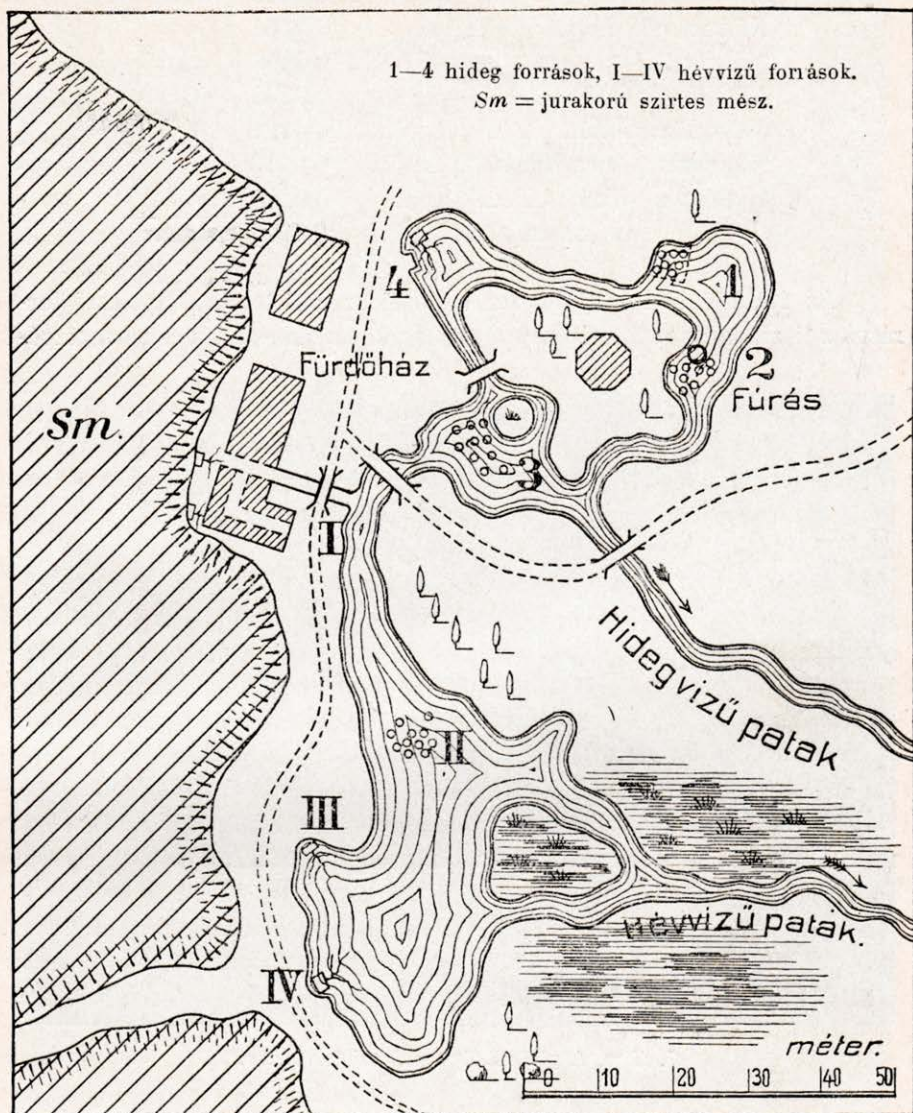 1—4 hideg források, I—IV hévvizű források.
Sm = jurakorú szirtes mész.
4
1
Fürdőház
2
Fúrás
Sm.
3
I
Hidegvizű patak
II
III
Hévvizű patak.
IV
méter.
0 10 20 30 40 50